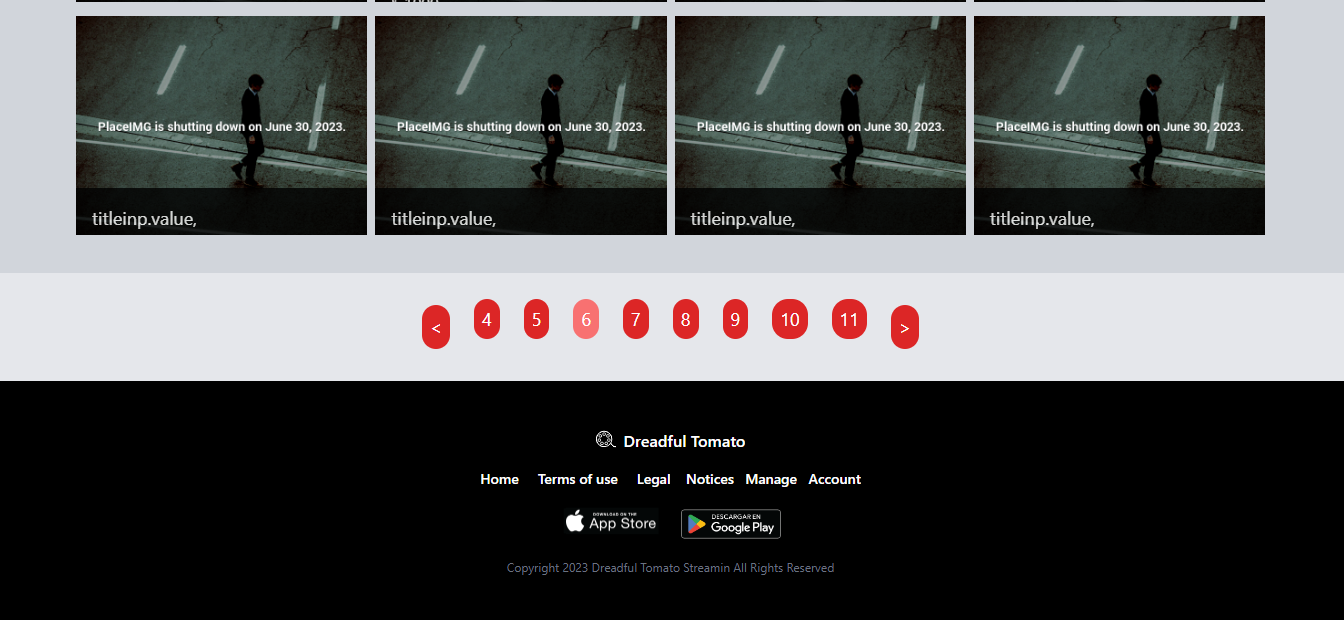 PlaceIMG is shutting down on June 30, 2023.
titleinp.value,
PlaceIMG is shutting down on June 30, 2023.
titleinp.value,
PlaceIMG is shutting down on June 30, 2023.
titleinp.value,
PlaceIMG is shutting down on June 30, 2023.
titleinp.value,
< 4 5 6 7 8 9 10 11 >
Dreadful Tomato
Home Terms of use Legal Notices Manage Account
Download on the
App Store
DESCARGAR EN
Google Play
Copyright 2023 Dreadful Tomato Streamin All Rights Reserved